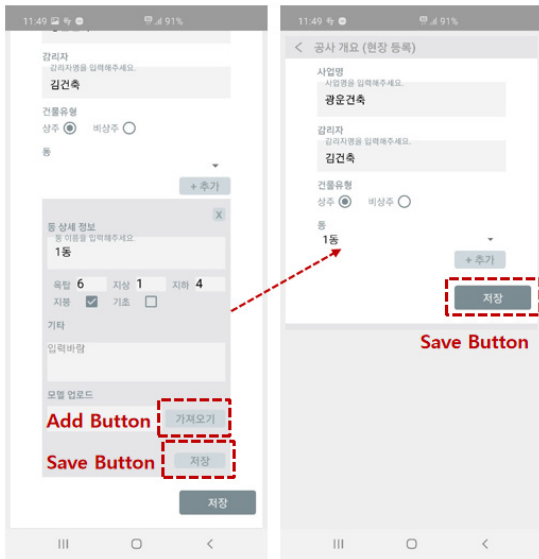 11:49
91%
감리자
감리자명을 입력해주세요.
김건축
건물유형
상주
비상주
동
+ 추가
X
동 상세 정보
동 이름을 입력해주세요.
1동
옥탑 6 지상 1 지하 4
지붕 기초
기타
입력바람
모델 업로드
Add Button 가져오기
Save Button 저장
저장
11:49
91%
< 공사 개요 (현장 등록)
사업명
사업명을 입력해주세요.
광운건축
감리자
감리자명을 입력해주세요.
김건축
건물유형
상주
비상주
동
1동
+ 추가
저장
Save Button